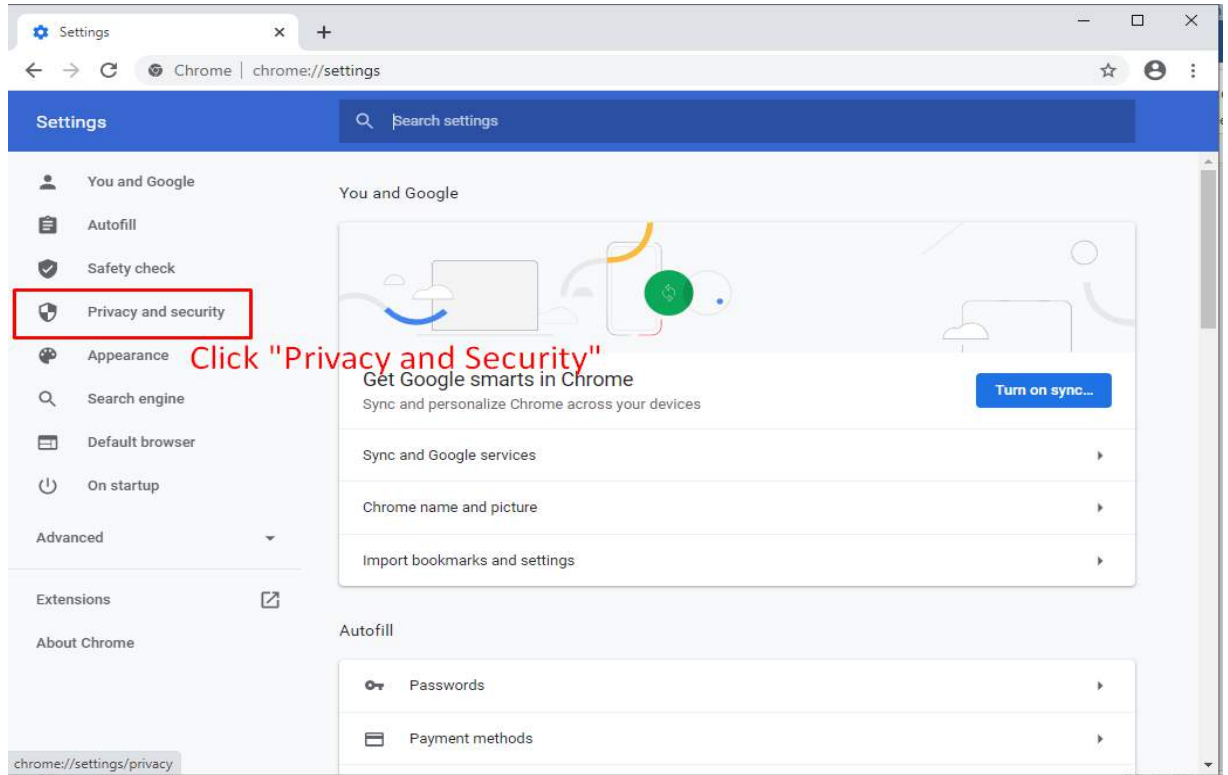 Settings
Chrome | chrome://settings
Settings
Search settings
You and Google
Autofill
Safety check
Privacy and security
Appearance
Search engine
Default browser
On startup
Advanced
Extensions
About Chrome
Click "Privacy and Security"
You and Google
Get Google smarts in Chrome
Sync and personalize Chrome across your devices
Turn on sync...
Sync and Google services
Chrome name and picture
Import bookmarks and settings
Autofill
Passwords
Payment methods
chrome://settings/privacy